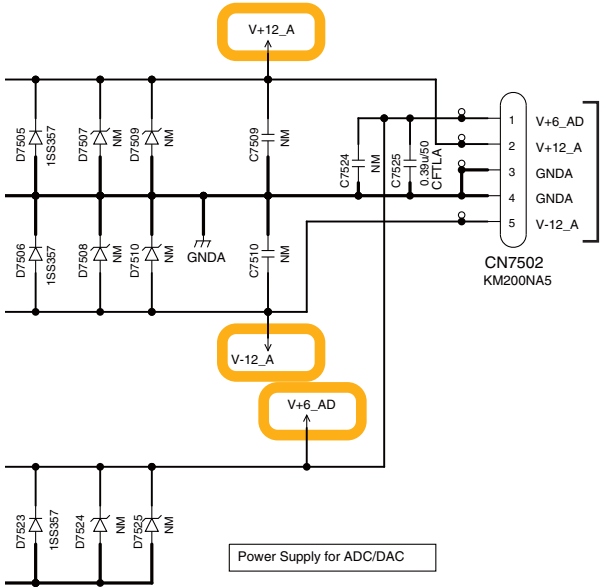 V+12_A
D7505
1SS357
D7507
NM
D7509
NM
C7509
NM
C7524
NM
C7525
0.39u/50
CFTLA
1 V+6_AD
2 V+12_A
3 GNDA
4 GNDA
5 V-12_A
D7506
1SS357
D7508
NM
D7510
NM
GNDA
C7510
NM
CN7502
KM200NA5
V-12_A
V+6_AD
D7523
1SS357
D7524
NM
D7525
NM
Power Supply for ADC/DAC